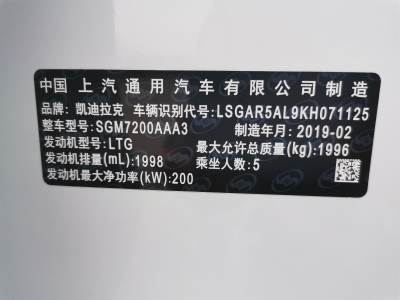 中国 上汽通用汽车有限公司制造
品牌:凯迪拉克 车辆识别代号:LSGAR5AL9KH071125
整车型号:SGM7200AAA3 制造年月:2019-02
发动机型号:LTG 最大允许总质量(kg):1996
发动机排量(mL):1998 乘坐人数:5
发动机最大净功率(kW):200